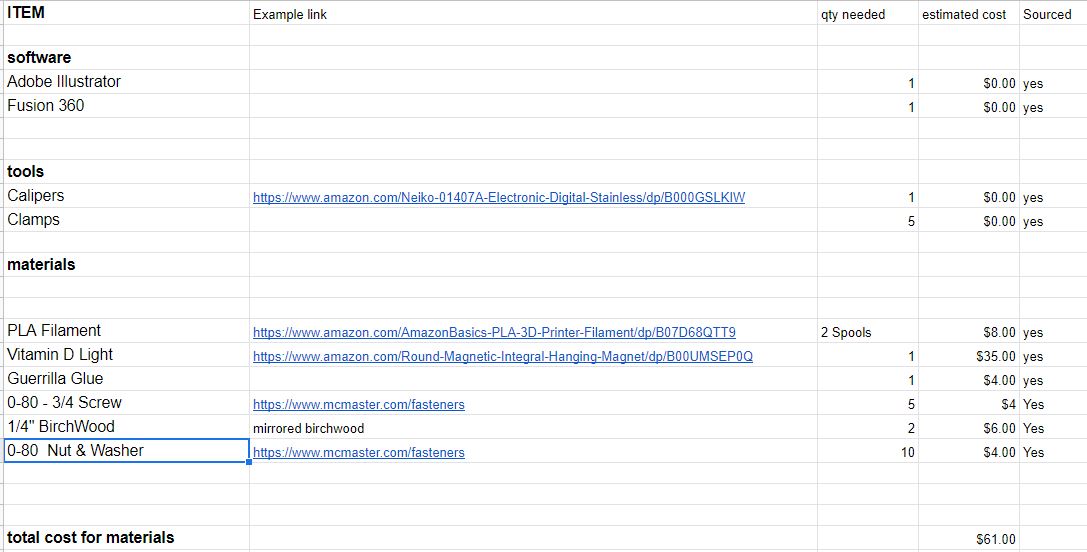 ITEM Example link qty needed estimated cost Sourced
software
Adobe Illustrator 1 $0.00 yes
Fusion 360 1 $0.00 yes
tools
Calipers https://www.amazon.com/Neiko-01407A-Electronic-Digital-Stainless/dp/B000GSLKIW 1 $0.00 yes
Clamps 5 $0.00 yes
materials
PLA Filament https://www.amazon.com/AmazonBasics-PLA-3D-Printer-Filament/dp/B07D68QTT9 2 Spools $8.00 yes
Vitamin D Light https://www.amazon.com/Round-Magnetic-Integral-Hanging-Magnet/dp/B00UMSEP0Q 1 $35.00 yes
Guerrilla Glue 1 $4.00 yes
0-80 - 3/4 Screw https://www.mcmaster.com/fasteners 5 $4 Yes
1/4" BirchWood mirrored birchwood 2 $6.00 Yes
0-80 Nut & Washer https://www.mcmaster.com/fasteners 10 $4.00 Yes
total cost for materials $61.00